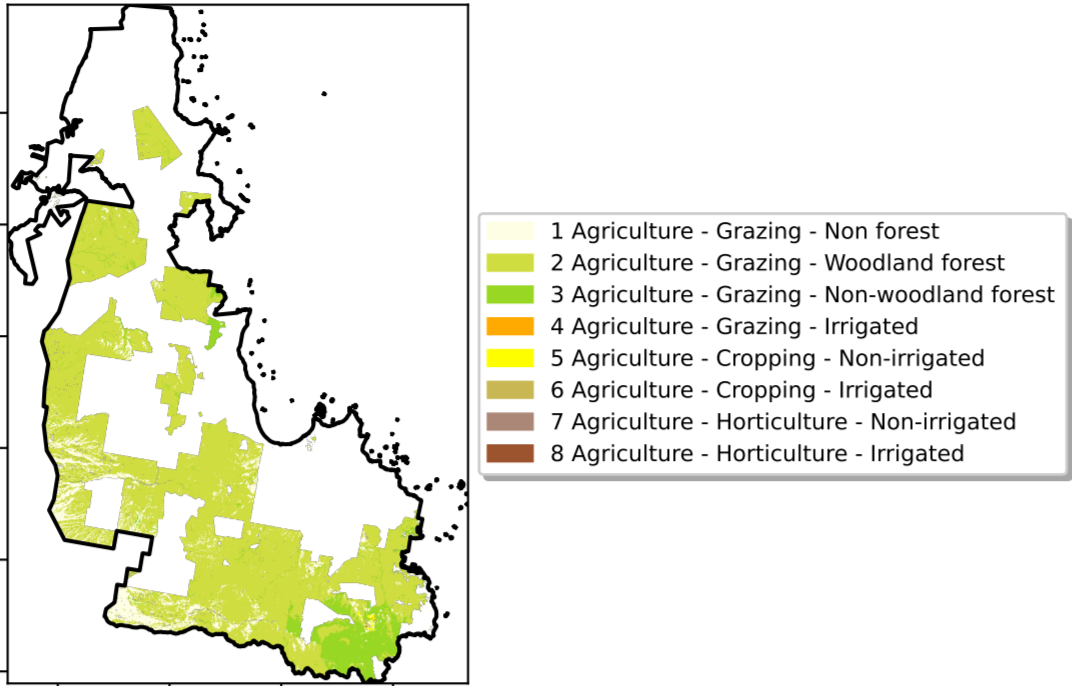 1 Agriculture - Grazing - Non forest
2 Agriculture - Grazing - Woodland forest
3 Agriculture - Grazing - Non-woodland forest
4 Agriculture - Grazing - Irrigated
5 Agriculture - Cropping - Non-irrigated
6 Agriculture - Cropping - Irrigated
7 Agriculture - Horticulture - Non-irrigated
8 Agriculture - Horticulture - Irrigated